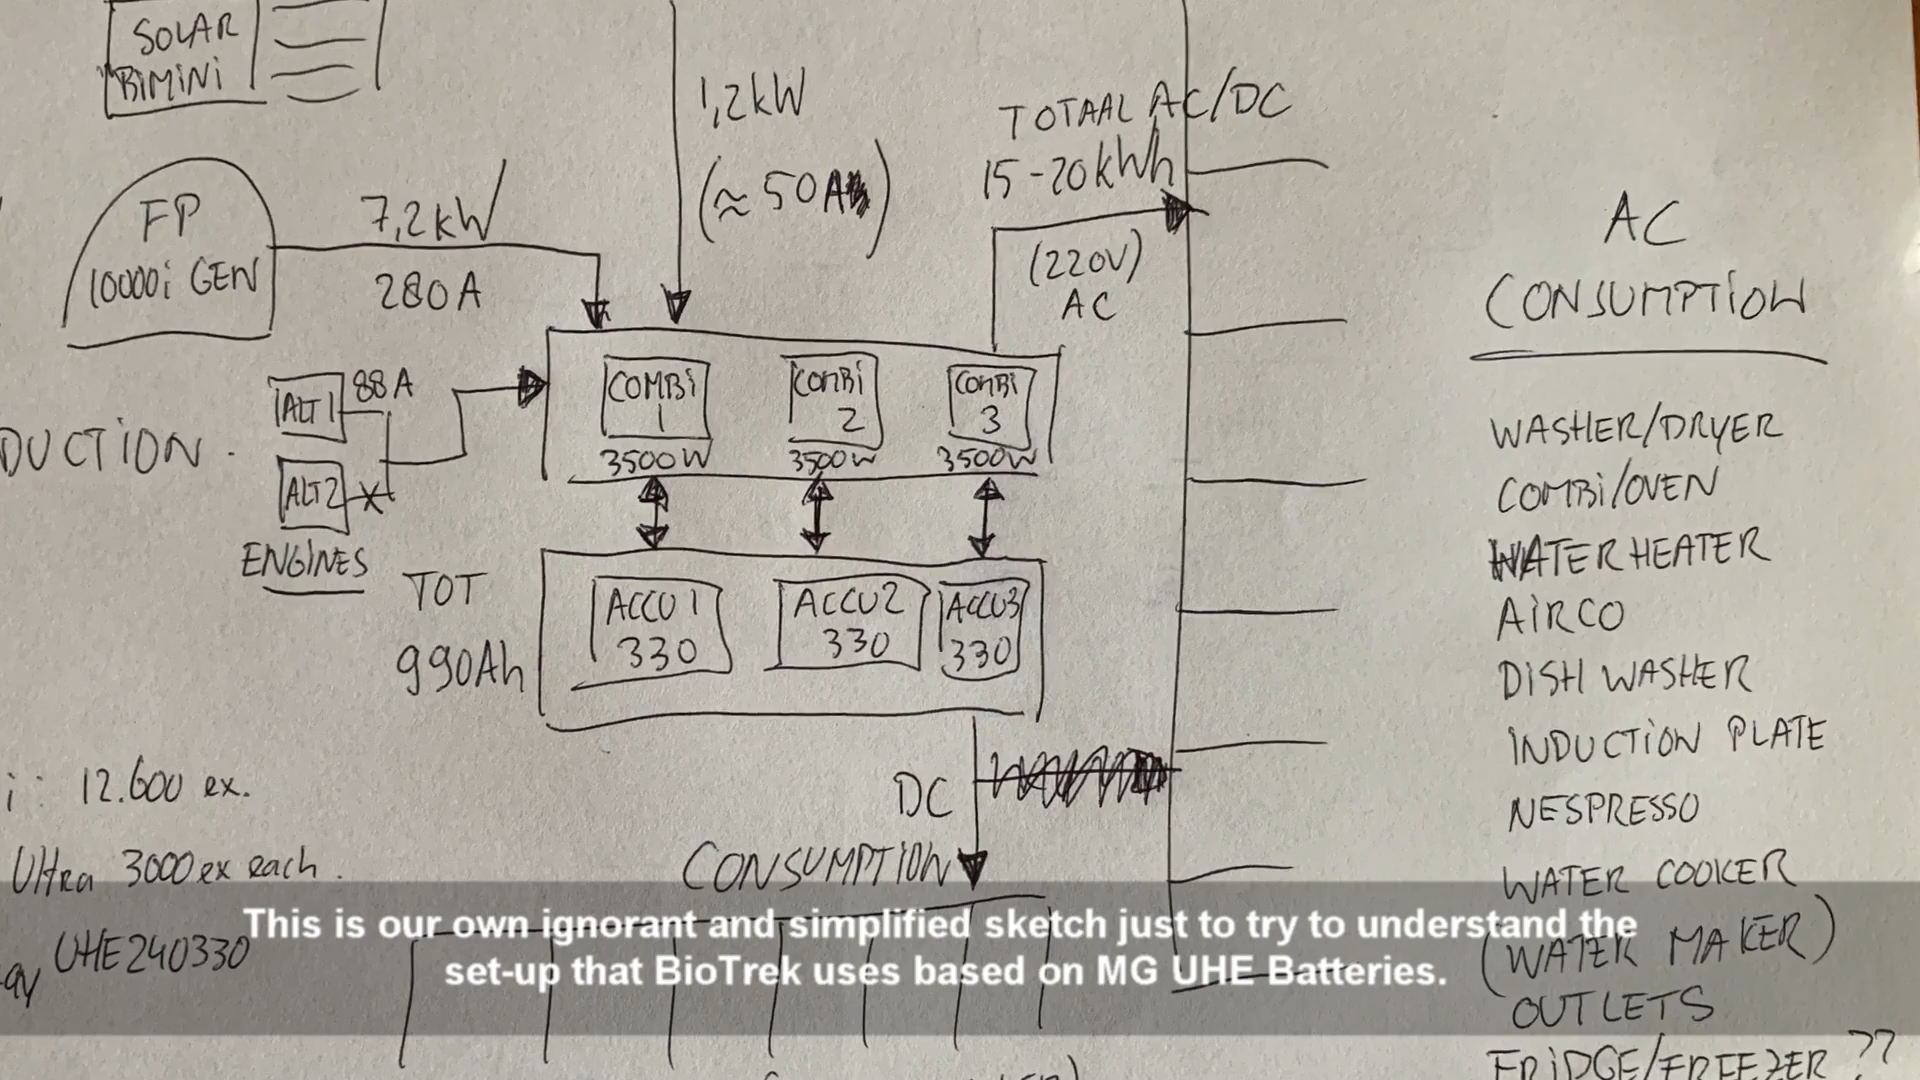 SOLAR
BIMINI
1,2kW
(≈50A)
TOTAAL AC/DC
15-20kWh
(220V)
AC
FP
10000i GEN
7,2kW
280A
ALT1
88A
ALT2
ENGINES
DUCTION.
COMBI
1
3500W
COMBI
2
3500W
COMBI
3
3500W
TOT
990Ah
ACCU1
330
ACCU2
330
ACCU3
330
DC
CONSUMPTION
i: 12.600 ex.
Ultra 3000ex each.
UHE240330
AC
CONSUMPTION
WASHER/DRYER
COMBI/OVEN
WATERHEATER
AIRCO
DISH WASHER
INDUCTION PLATE
NESPRESSO
WATER COOKER
(WATER MAKER)
OUTLETS
FRIDGE/FREEZER ??
This is our own ignorant and simplified sketch just to try to understand the
set-up that BioTrek uses based on MG UHE Batteries.